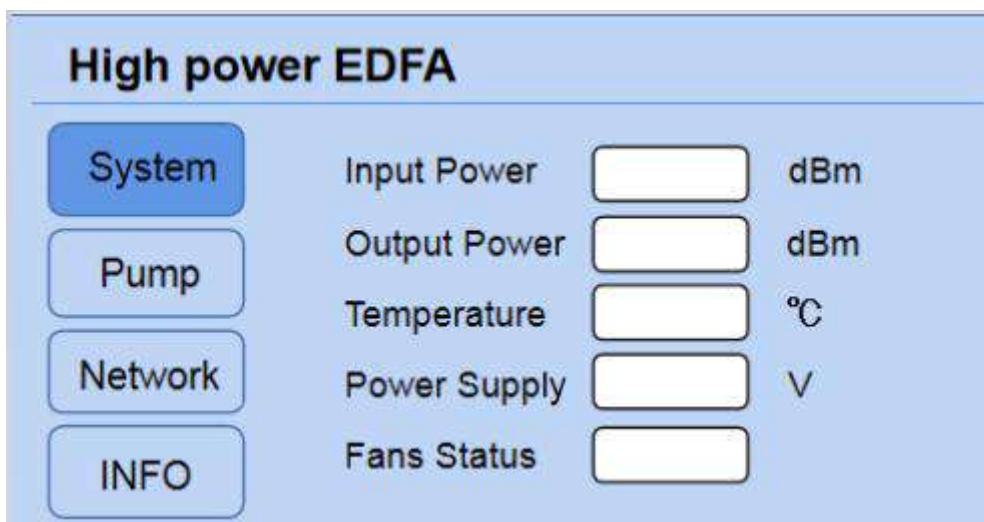 High power EDFA
System
Pump
Network
INFO
Input Power dBm
Output Power dBm
Temperature ℃
Power Supply V
Fans Status